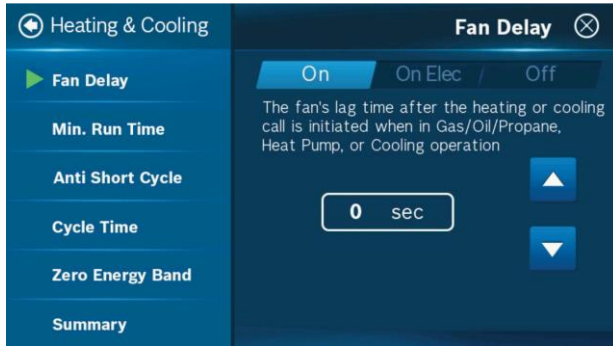 Heating & Cooling
Fan Delay
Min. Run Time
Anti Short Cycle
Cycle Time
Zero Energy Band
Summary
Fan Delay
On / On Elec / Off
The fan's lag time after the heating or cooling
call is initiated when in Gas/Oil/Propane,
Heat Pump, or Cooling operation
0 sec